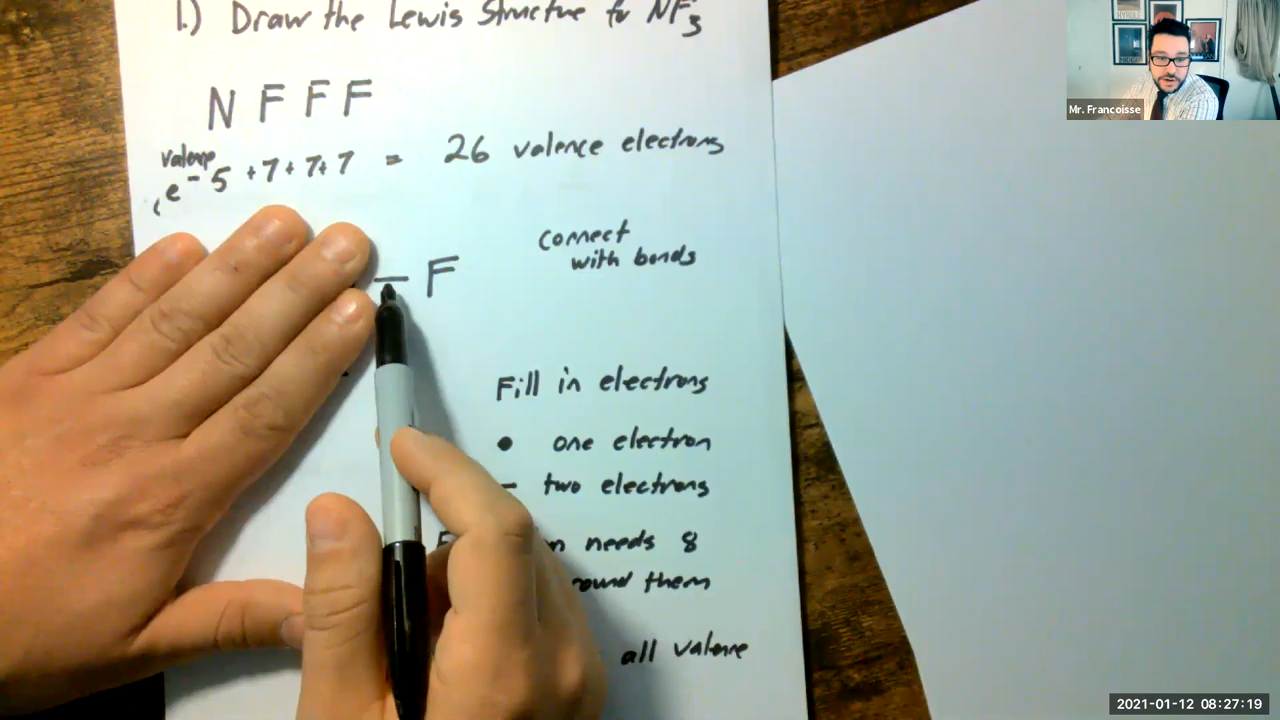 1.) Draw the Lewis Structure for NF3
N F F F
valence
e- 5 +7+7+7 = 26 valence electrons
connect
with bonds
— F
Fill in electrons
• one electron
– two electrons
needs 8
around them
all valence
Mr. Francoisse
2021-01-12 08:27:19